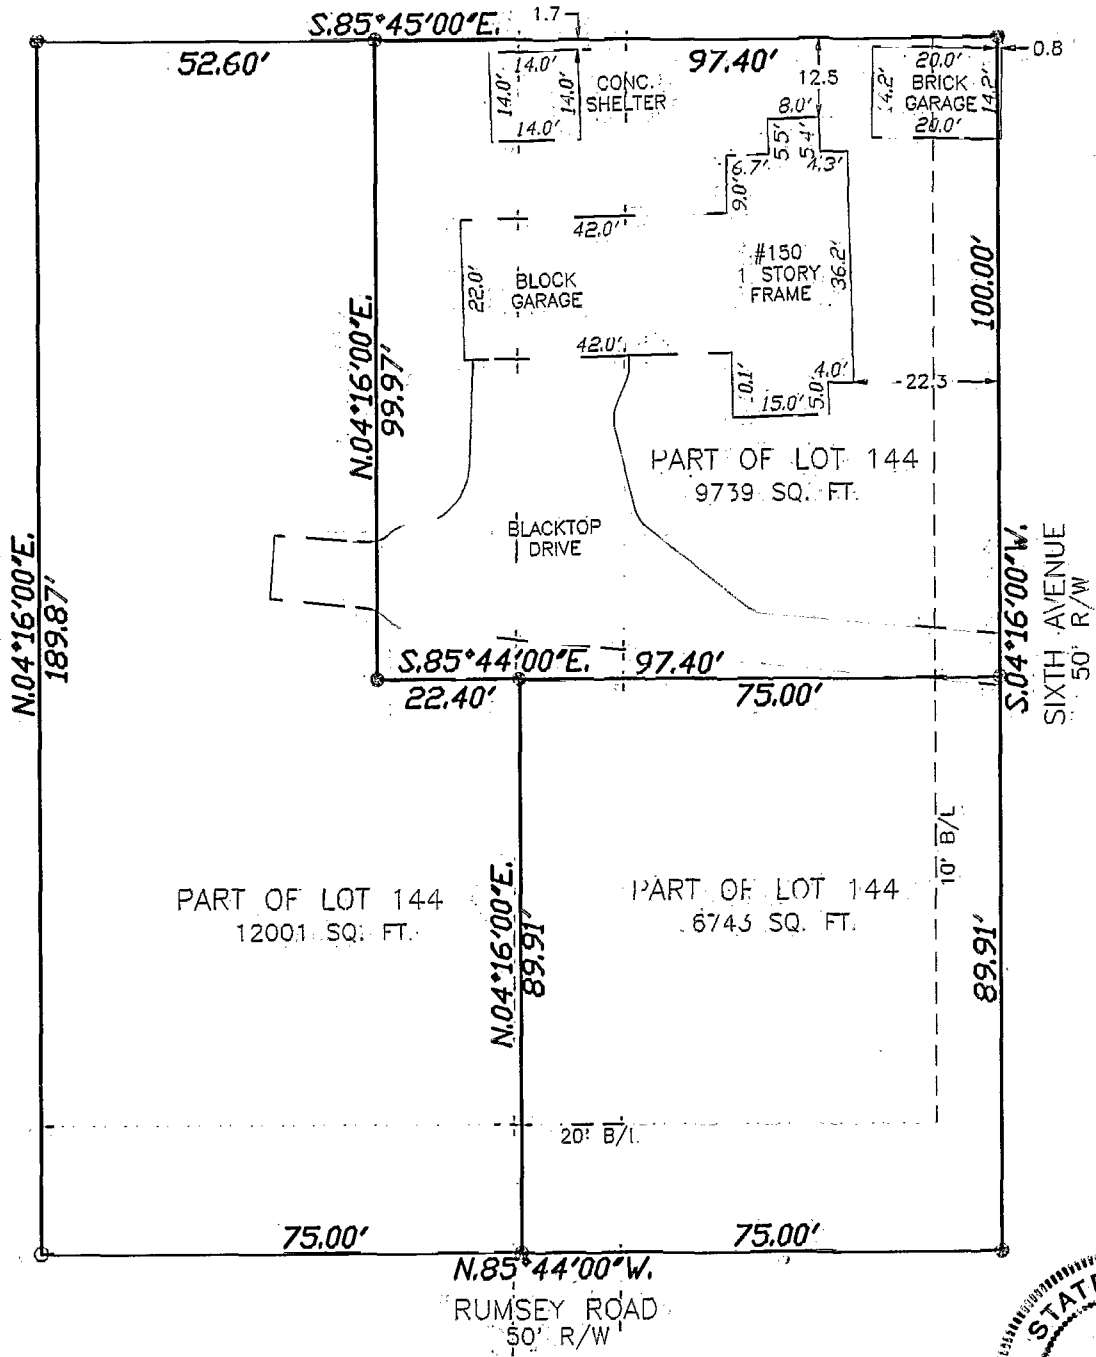 S.85°45'00"E.
1.7
52.60'
97.40'
0.8
14.0'
14.0'
14.0'
14.0'
CONC.
SHELTER
12.5
8.0'
5.5'
5.4'
6.7'
4.3'
9.0'
20.0'
14.2'
14.2'
BRICK
GARAGE
20.0'
42.0'
22.0'
BLOCK
GARAGE
#150
1 STORY
FRAME
36.2'
100.00'
N.04°16'00"E.
99.97'
42.0'
4.0'
5.0'
15.0'
22.3
PART OF LOT 144
9739 SQ. FT.
BLACKTOP
DRIVE
N.04°16'00"E.
189.87'
S.85°44'00"E.
97.40'
22.40'
75.00'
S.04°16'00"W.
SIXTH AVENUE
50' R/W
10' B/L
PART OF LOT 144
12001 SQ. FT.
N.04°16'00"E.
89.91'
PART OF LOT 144
6743 SQ. FT.
89.91'
20' B/L
75.00'
75.00'
N.85°44'00"W.
RUMSEY ROAD
50' R/W
STATE